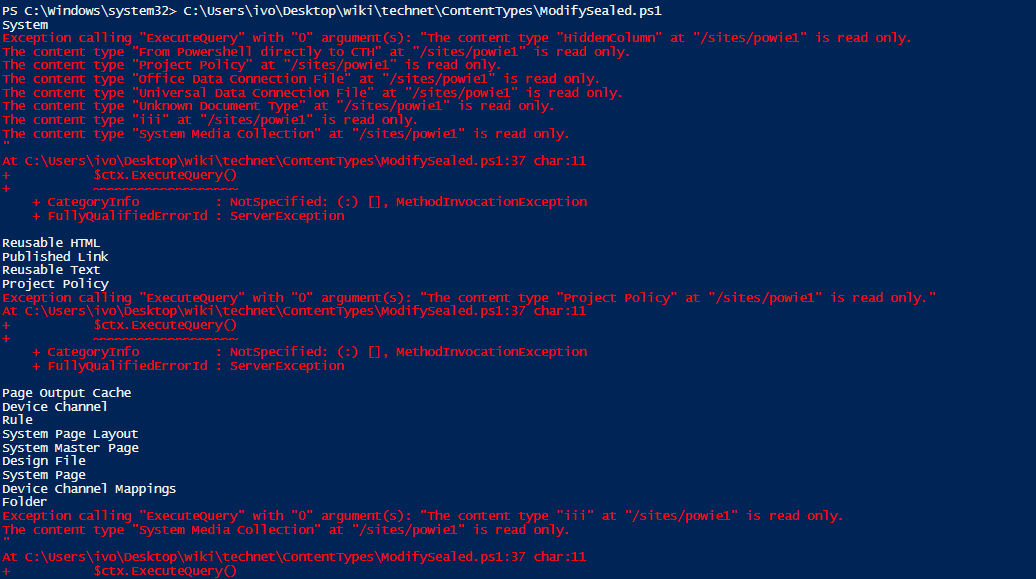 PS C:\Windows\system32> C:\Users\ivo\Desktop\wiki\technet\ContentTypes\ModifySealed.ps1
System
Exception calling "ExecuteQuery" with "0" argument(s): "The content type "HiddenColumn" at "/sites/powie1" is read only.
The content type "From Powershell directly to CTH" at "/sites/powie1" is read only.
The content type "Project Policy" at "/sites/powie1" is read only.
The content type "Office Data Connection File" at "/sites/powie1" is read only.
The content type "Universal Data Connection File" at "/sites/powie1" is read only.
The content type "Unknown Document Type" at "/sites/powie1" is read only.
The content type "iii" at "/sites/powie1" is read only.
The content type "System Media Collection" at "/sites/powie1" is read only.
"
At C:\Users\ivo\Desktop\wiki\technet\ContentTypes\ModifySealed.ps1:37 char:11
+           $ctx.ExecuteQuery()
+           ~~~~~~~~~~~~~~~~~~~
    + CategoryInfo          : NotSpecified: (:) [], MethodInvocationException
    + FullyQualifiedErrorId : ServerException
Reusable HTML
Published Link
Reusable Text
Project Policy
Exception calling "ExecuteQuery" with "0" argument(s): "The content type "Project Policy" at "/sites/powie1" is read only."
At C:\Users\ivo\Desktop\wiki\technet\ContentTypes\ModifySealed.ps1:37 char:11
+           $ctx.ExecuteQuery()
+           ~~~~~~~~~~~~~~~~~~~
    + CategoryInfo          : NotSpecified: (:) [], MethodInvocationException
    + FullyQualifiedErrorId : ServerException
Page Output Cache
Device Channel
Rule
System Page Layout
System Master Page
Design File
System Page
Device Channel Mappings
Folder
Exception calling "ExecuteQuery" with "0" argument(s): "The content type "iii" at "/sites/powie1" is read only.
The content type "System Media Collection" at "/sites/powie1" is read only.
"
At C:\Users\ivo\Desktop\wiki\technet\ContentTypes\ModifySealed.ps1:37 char:11
+           $ctx.ExecuteQuery()